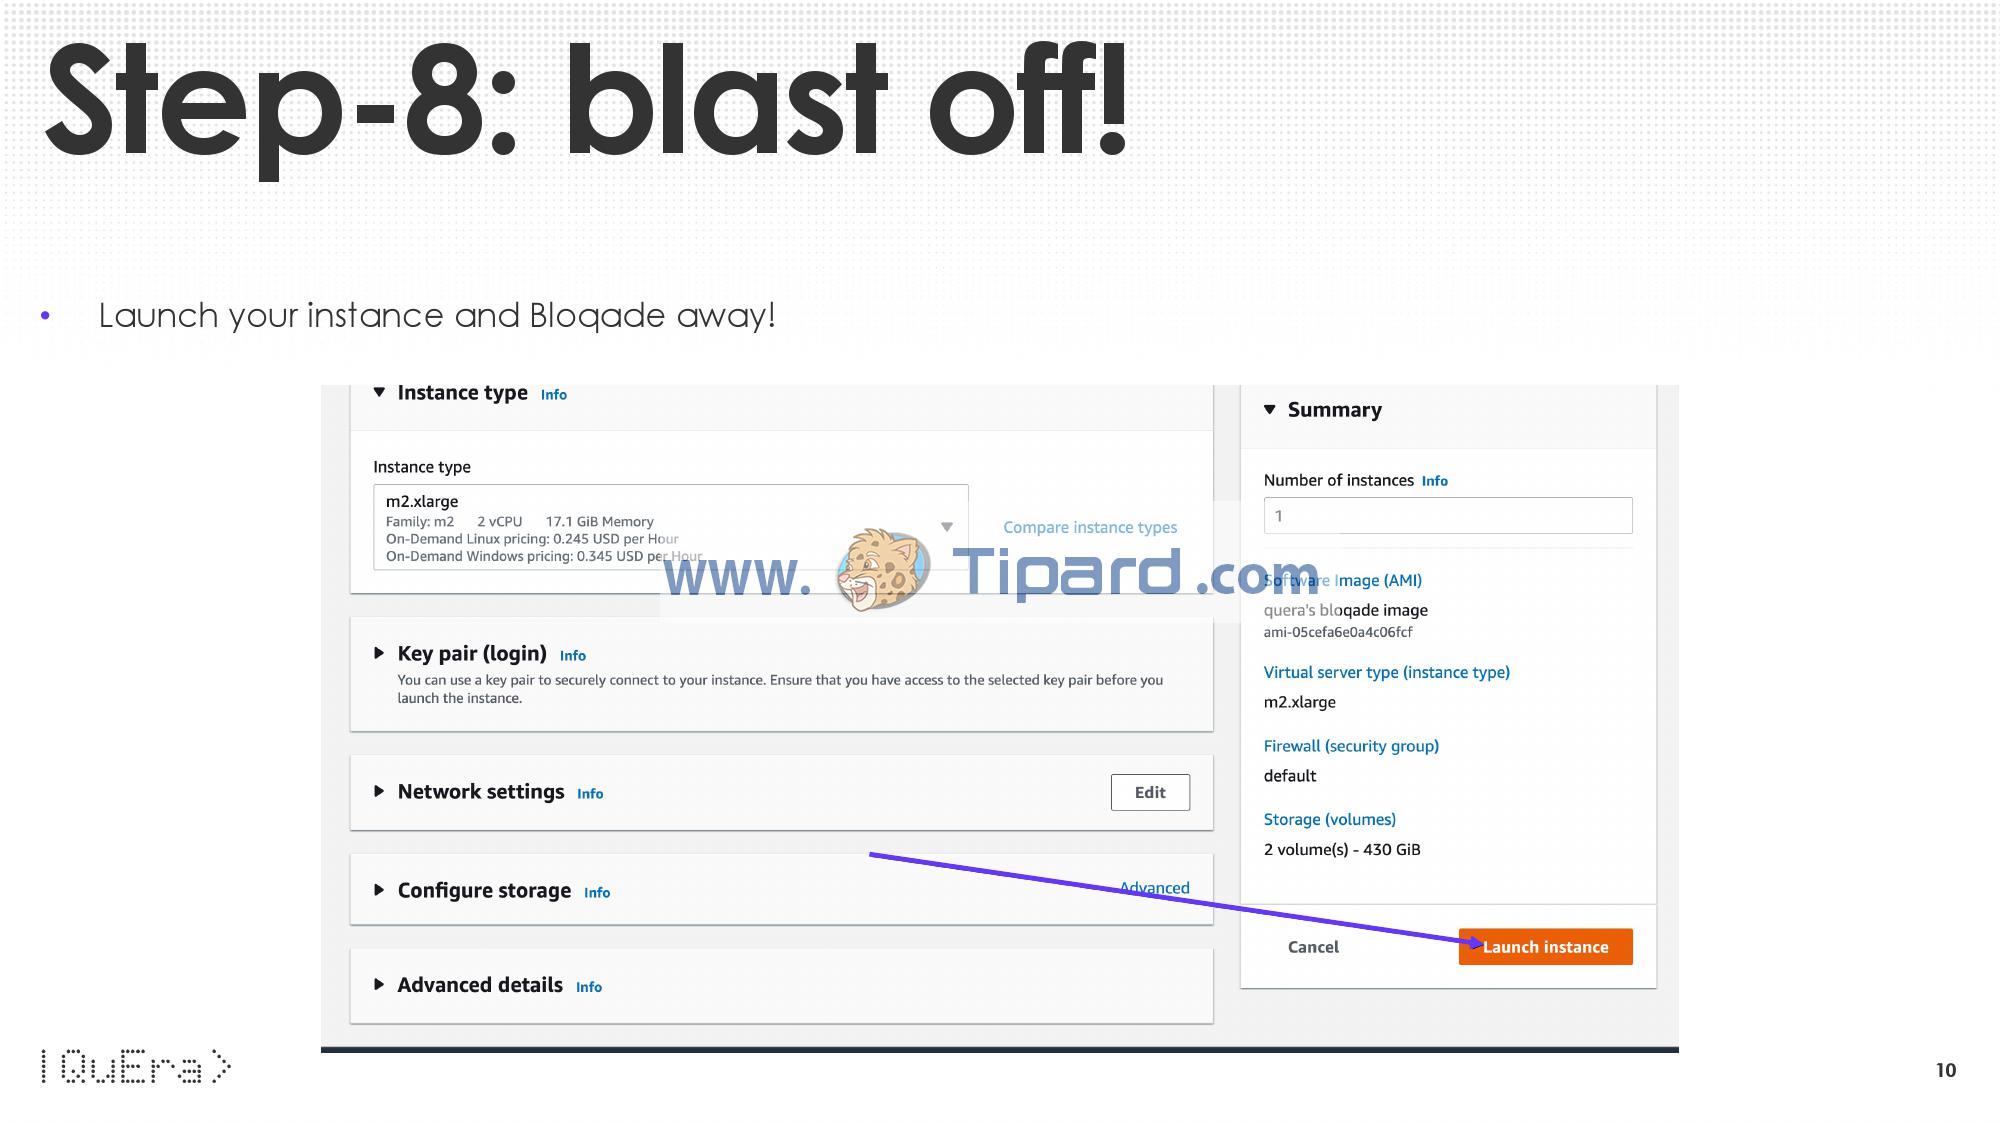 Step-8: blast off!
• Launch your instance and Bloqade away!
Instance type Info
Instance type
m2.xlarge
Family: m2 2 vCPU 17.1 GiB Memory
On-Demand Linux pricing: 0.245 USD per Hour
On-Demand Windows pricing: 0.345 USD per Hour
Compare instance types
www.Tipard.com
Key pair (login) Info
You can use a key pair to securely connect to your instance. Ensure that you have access to the selected key pair before you
launch the instance.
Network settings Info
Edit
Configure storage Info
Advanced
Advanced details Info
Summary
Number of instances Info
1
Software Image (AMI)
quera's bloqade image
ami-05cefa6e0a4c06fcf
Virtual server type (instance type)
m2.xlarge
Firewall (security group)
default
Storage (volumes)
2 volume(s) - 430 GiB
Cancel
Launch instance
|QuEra>
10